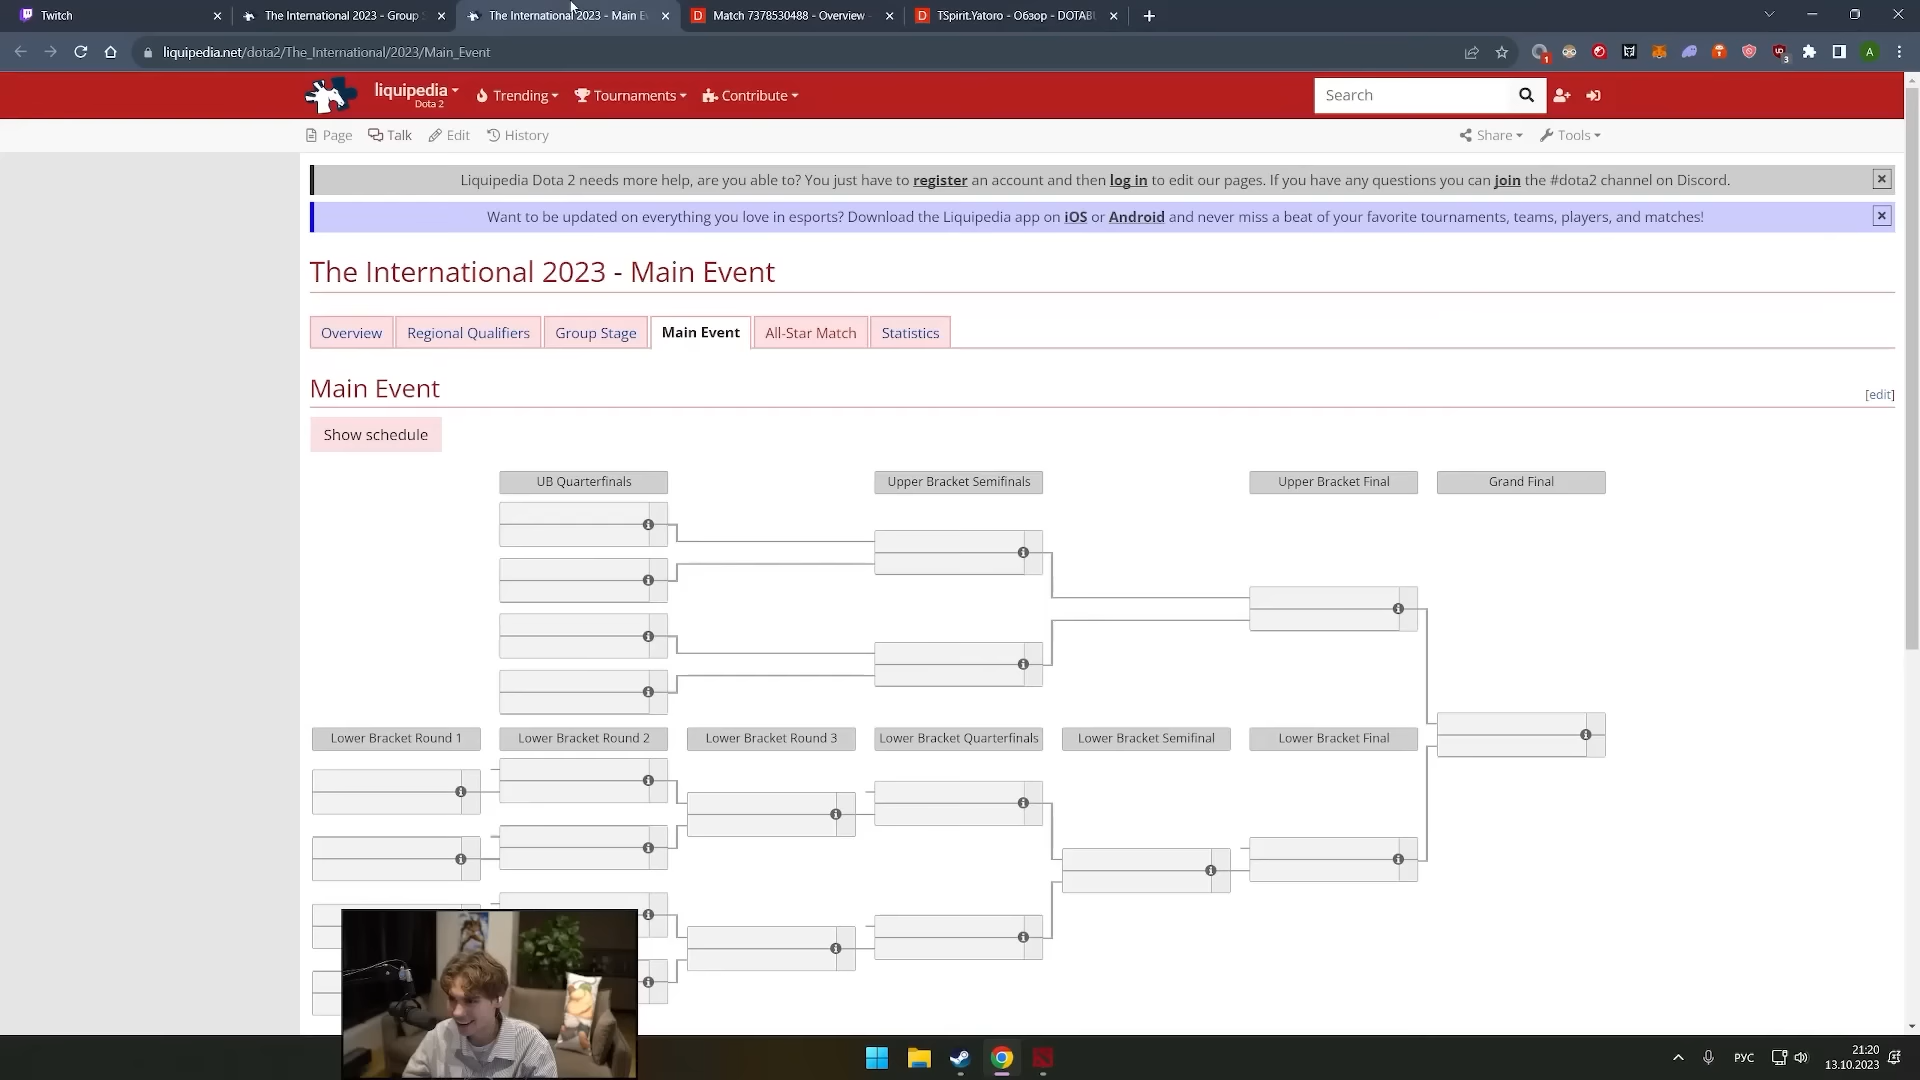 Twitch
The International 2023 - Group
The International 2023 - Main E
Match 7378530488 - Overview -
TSpirit.Yatoro - Обзор - DOTABU
liquipedia.net/dota2/The_International/2023/Main_Event
1
3
A
liquipedia
Dota 2
Trending
Tournaments
Contribute
Search
Page
Talk
Edit
History
Share
Tools
Liquipedia Dota 2 needs more help, are you able to? You just have to register an account and then log in to edit our pages. If you have any questions you can join the #dota2 channel on Discord.
Want to be updated on everything you love in esports? Download the Liquipedia app on iOS or Android and never miss a beat of your favorite tournaments, teams, players, and matches!
The International 2023 - Main Event
Overview
Regional Qualifiers
Group Stage
Main Event
All-Star Match
Statistics
Main Event
[edit]
Show schedule
UB Quarterfinals
Upper Bracket Semifinals
Upper Bracket Final
Grand Final
Lower Bracket Round 1
Lower Bracket Round 2
Lower Bracket Round 3
Lower Bracket Quarterfinals
Lower Bracket Semifinal
Lower Bracket Final
РУС
21:20
13.10.2023